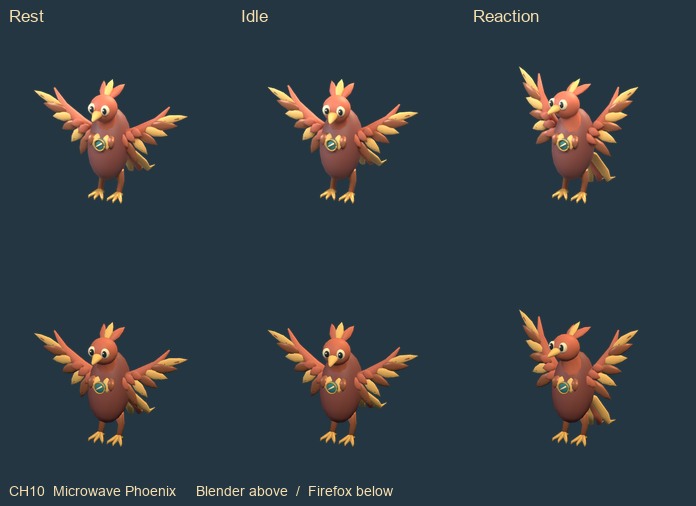 Rest Idle Reaction
CH10 Microwave Phoenix Blender above / Firefox below